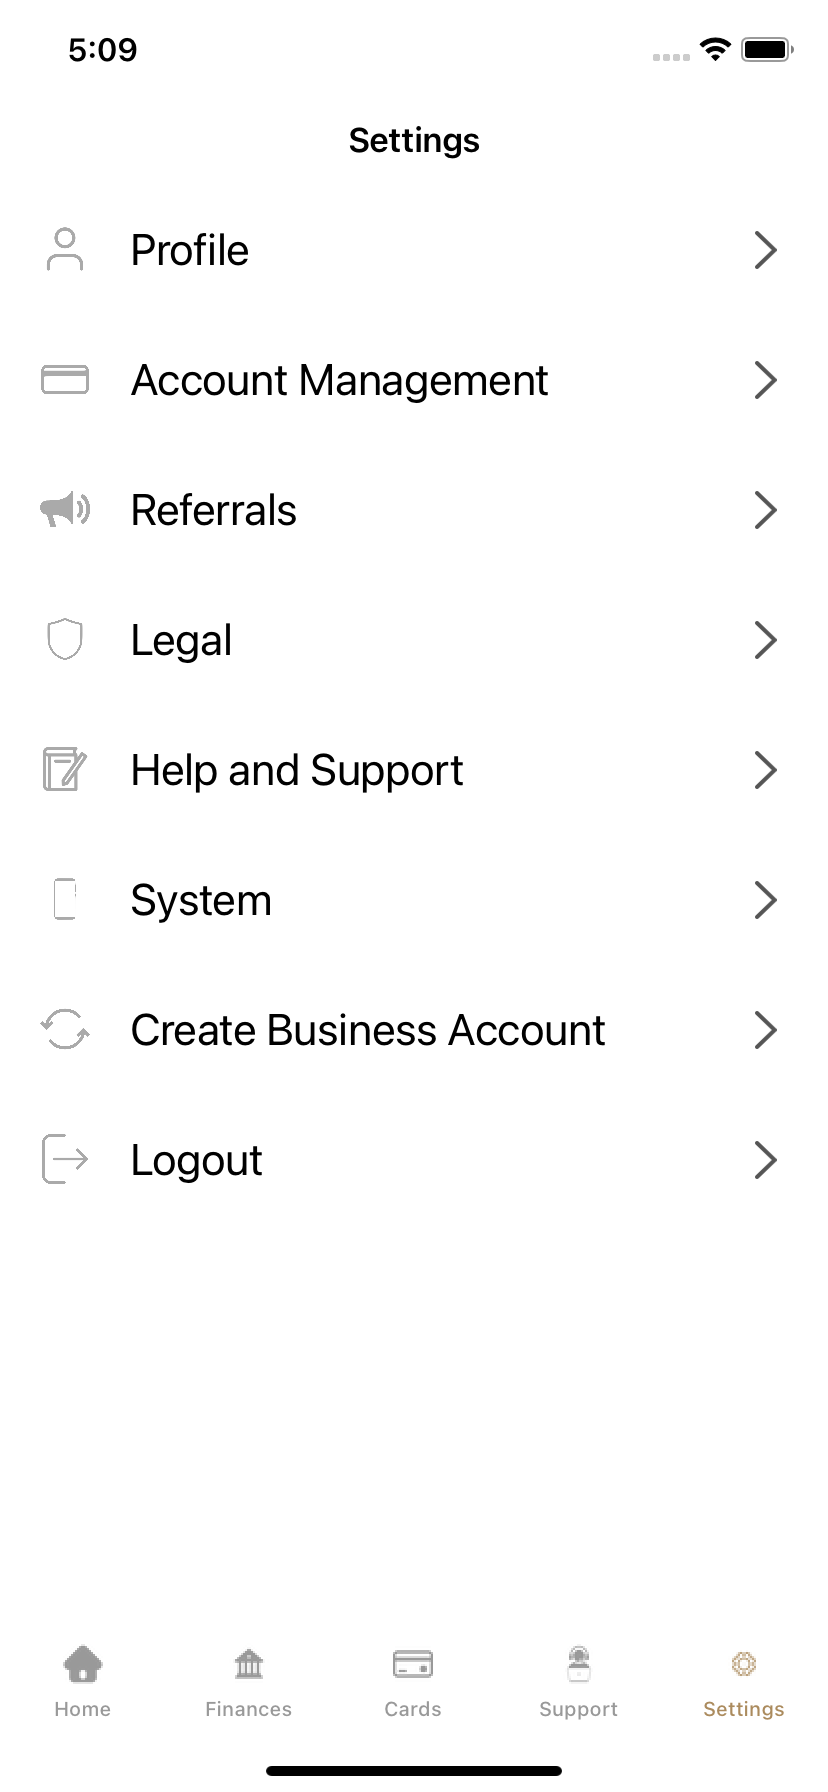 5:09
Settings
Profile
Account Management
Referrals
Legal
Help and Support
System
Create Business Account
Logout
Home
Finances
Cards
Support
Settings